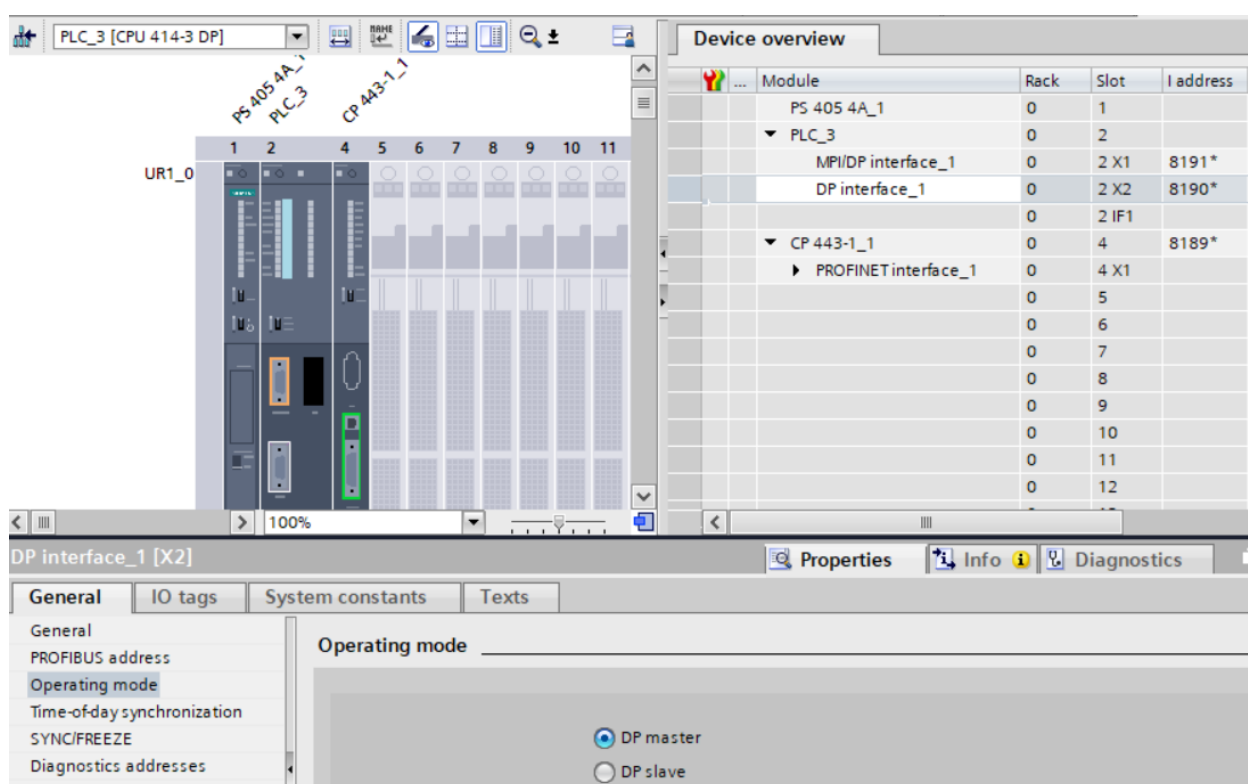 PLC_3 [CPU 414-3 DP]
NAME
PS 405 4A_1
PLC_3
CP 443-1_1
1 2 4 5 6 7 8 9 10 11
UR1_0
SIEMENS
100%
Device overview
... Module Rack Slot I address
PS 405 4A_1 0 1
PLC_3 0 2
MPI/DP interface_1 0 2 X1 8191*
DP interface_1 0 2 X2 8190*
0 2 IF1
CP 443-1_1 0 4 8189*
PROFINET interface_1 0 4 X1
0 5
0 6
0 7
0 8
0 9
0 10
0 11
0 12
DP interface_1 [X2]
Properties Info Diagnostics
General IO tags System constants Texts
General
PROFIBUS address
Operating mode
Time-of-day synchronization
SYNC/FREEZE
Diagnostics addresses
Operating mode
DP master
DP slave